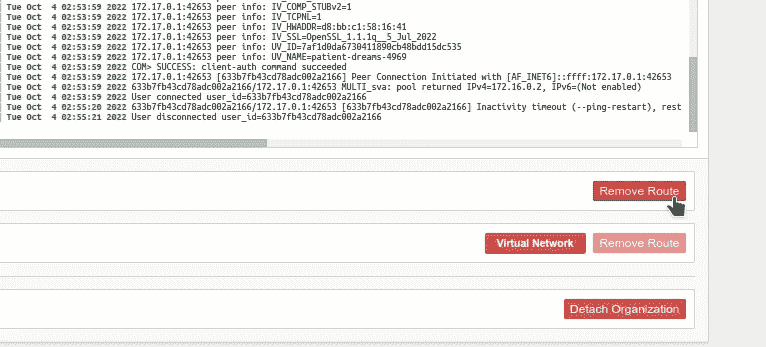 Tue Oct  4 02:53:59 2022 172.17.0.1:42653 peer info: IV_COMP_STUBv2=1
Tue Oct  4 02:53:59 2022 172.17.0.1:42653 peer info: IV_TCPNL=1
Tue Oct  4 02:53:59 2022 172.17.0.1:42653 peer info: IV_HWADDR=d8:bb:c1:58:16:41
Tue Oct  4 02:53:59 2022 172.17.0.1:42653 peer info: IV_SSL=OpenSSL_1.1.1q__5_Jul_2022
Tue Oct  4 02:53:59 2022 172.17.0.1:42653 peer info: UV_ID=7af1d0da6730411890cb48bdd15dc535
Tue Oct  4 02:53:59 2022 172.17.0.1:42653 peer info: UV_NAME=patient-dreams-4969
Tue Oct  4 02:53:59 2022 COM> SUCCESS: client-auth command succeeded
Tue Oct  4 02:53:59 2022 172.17.0.1:42653 [633b7fb43cd78adc002a2166] Peer Connection Initiated with [AF_INET6]::ffff:172.17.0.1:42653
Tue Oct  4 02:53:59 2022 633b7fb43cd78adc002a2166/172.17.0.1:42653 MULTI_sva: pool returned IPv4=172.16.0.2, IPv6=(Not enabled)
Tue Oct  4 02:53:59 2022 User connected user_id=633b7fb43cd78adc002a2166
Tue Oct  4 02:55:20 2022 633b7fb43cd78adc002a2166/172.17.0.1:42653 [633b7fb43cd78adc002a2166] Inactivity timeout (--ping-restart), rest
Tue Oct  4 02:55:21 2022 User disconnected user_id=633b7fb43cd78adc002a2166
Remove Route
Virtual Network Remove Route
Detach Organization